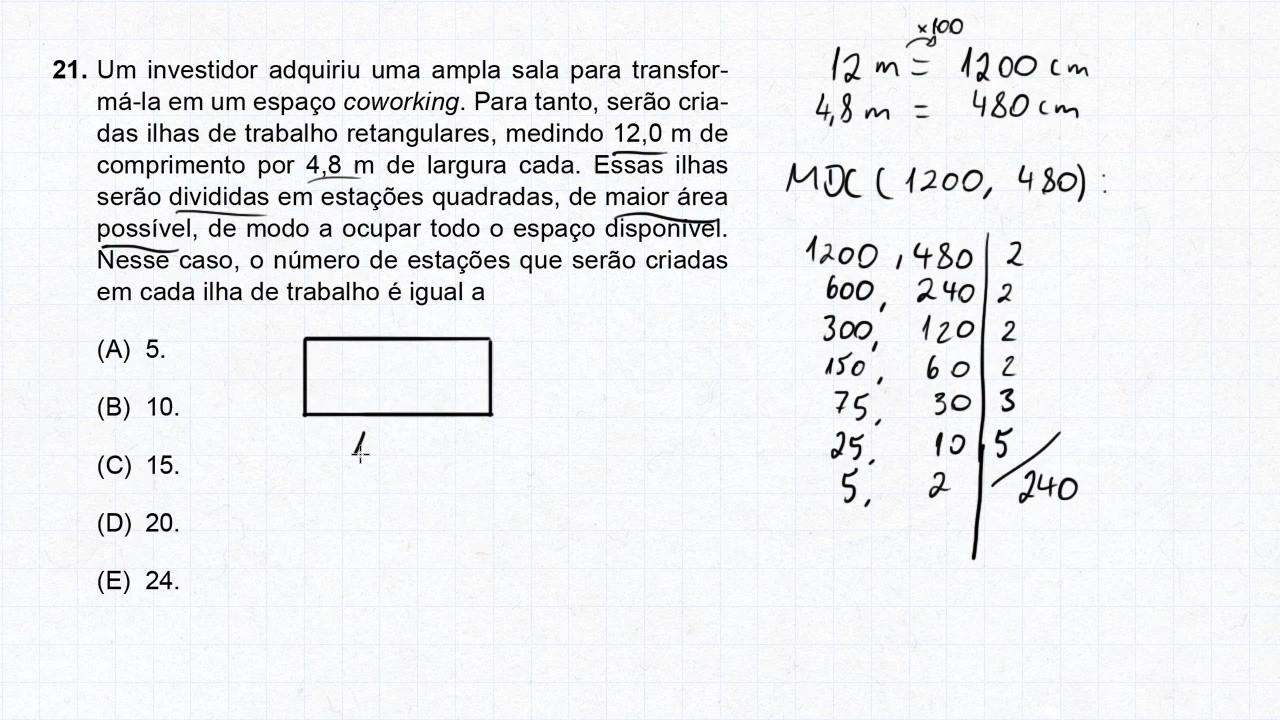 21. Um investidor adquiriu uma ampla sala para transfor-
má-la em um espaço coworking. Para tanto, serão cria-
das ilhas de trabalho retangulares, medindo 12,0 m de
comprimento por 4,8 m de largura cada. Essas ilhas
serão divididas em estações quadradas, de maior área
possível, de modo a ocupar todo o espaço disponível.
Nesse caso, o número de estações que serão criadas
em cada ilha de trabalho é igual a
(A) 5.
(B) 10.
(C) 15.
(D) 20.
(E) 24.
x100
12 m = 1200 cm
4,8 m = 480 cm
MDC (1200, 480) :
1200, 480 | 2
600, 240 | 2
300, 120 | 2
150, 60 | 2
75, 30 | 3
25, 10 | 5
5, 2 | 240